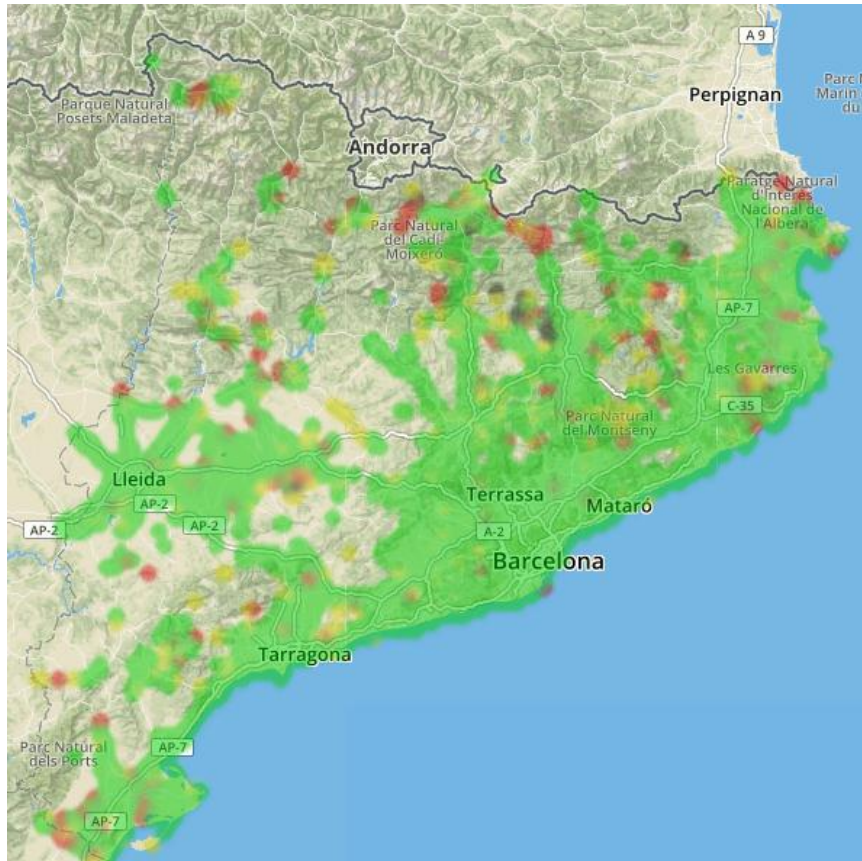 A 9
Parc N
Marin
du
Perpignan
Parque Natural
Posets Maladeta
Andorra
Paratge Natural
d'Interès
Nacional de
l'Albera
Parc Natural
del Cadí-
Moixeró
AP-7
Les Gavarres
C-35
Parc Natural
del Montseny
Lleida
Terrassa
Mataró
AP-2
AP-2
AP-2
A-2
Barcelona
Tarragona
Parc Natural
dels Ports
AP-7
AP-7